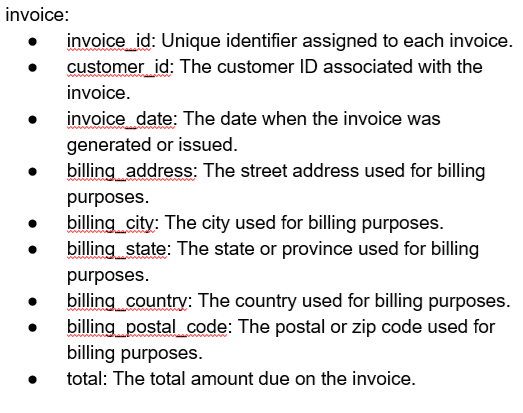 invoice:
● invoice_id: Unique identifier assigned to each invoice.
● customer_id: The customer ID associated with the
invoice.
● invoice_date: The date when the invoice was
generated or issued.
● billing_address: The street address used for billing
purposes.
● billing_city: The city used for billing purposes.
● billing_state: The state or province used for billing
purposes.
● billing_country: The country used for billing purposes.
● billing_postal_code: The postal or zip code used for
billing purposes.
● total: The total amount due on the invoice.